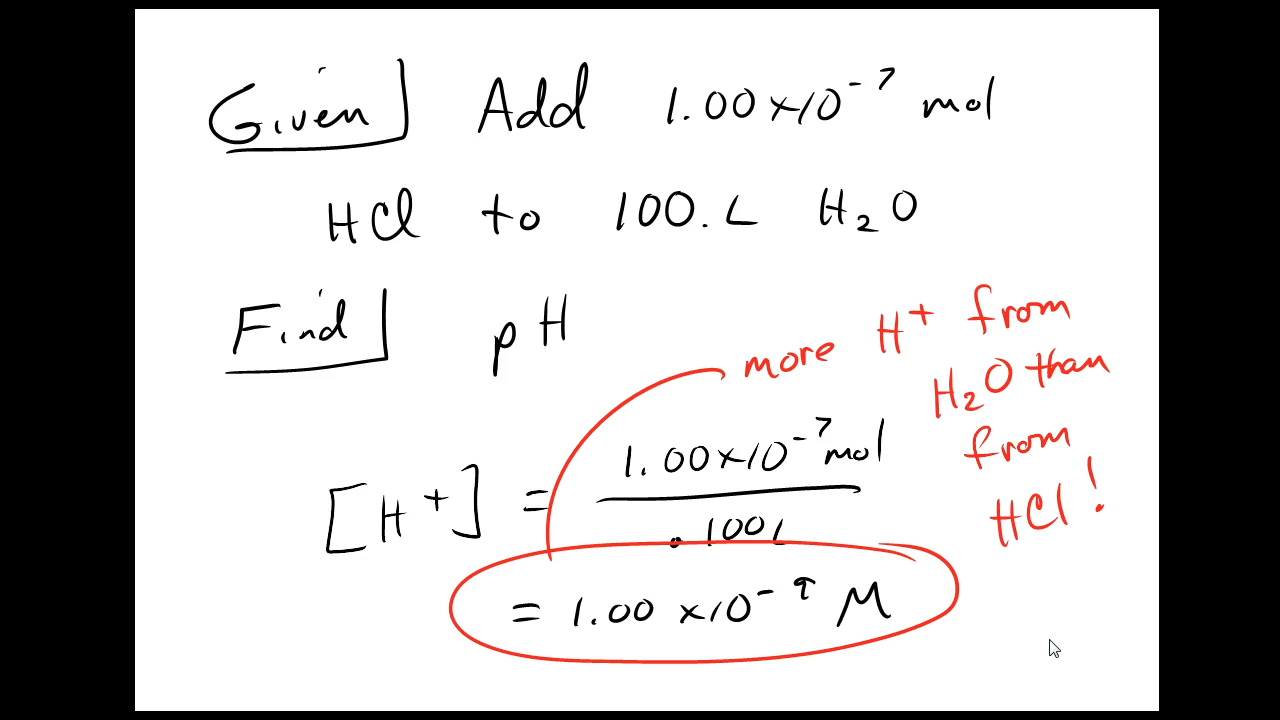 Given Add 1.00×10⁻⁷ mol
HCl to 100. L H₂O
Find pH
more H⁺ from
H₂O than
from
HCl!
[H⁺] = 1.00×10⁻⁷ mol
.100L
= 1.00 ×10⁻⁹ M